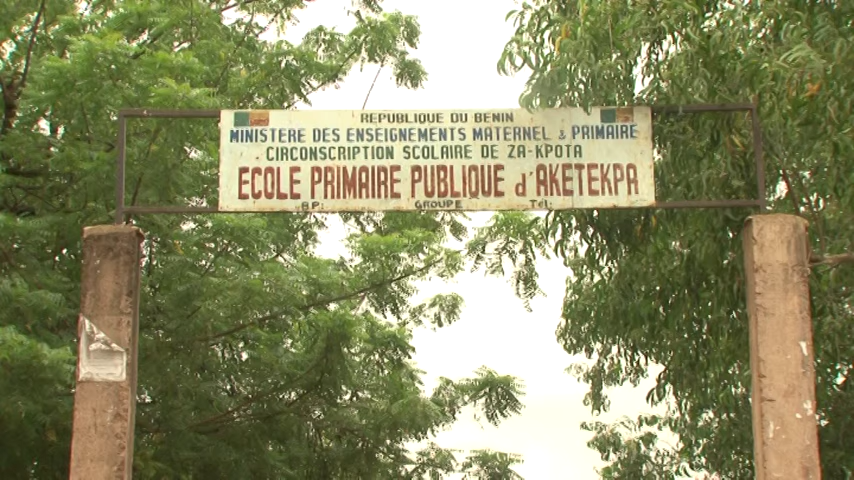 REPUBLIQUE DU BENIN
MINISTERE DES ENSEIGNEMENTS MATERNEL & PRIMAIRE
CIRCONSCRIPTION SCOLAIRE DE ZA-KPOTA
ECOLE PRIMAIRE PUBLIQUE d'AKETEKPA
BP: GROUPE Tél: